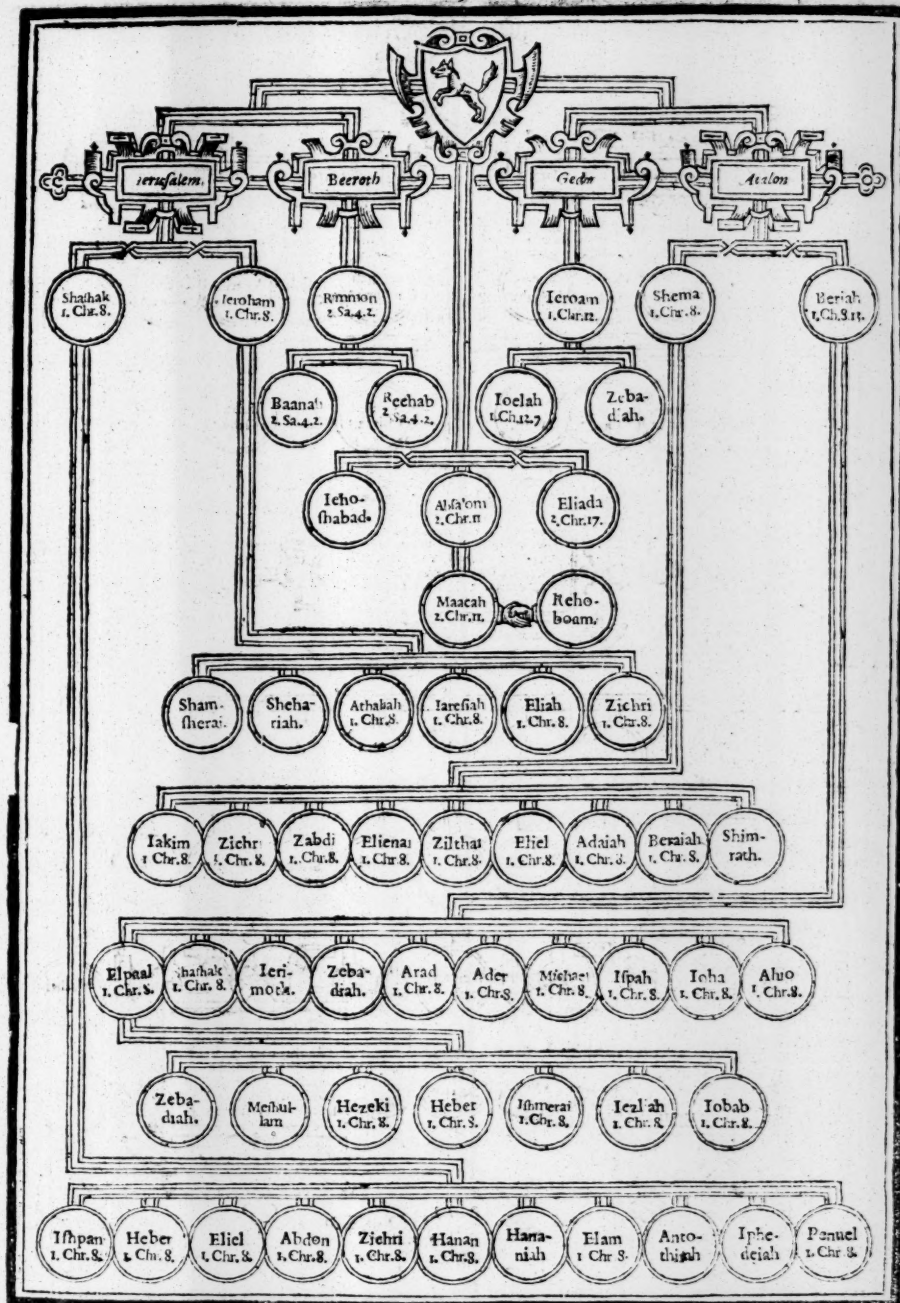 Ierusalem.
Beeroth
Gedor
Aialon
Shashak
1. Chr. 8.
Ieroham
1. Chr. 8.
Rimmon
2. Sa. 4. 2.
Ieroam
1. Chr. 12.
Shema
1. Chr. 8.
Beriah
1. Ch. 8. 13.
Baanah
2. Sa. 4. 2.
Reehab
2. Sa. 4. 2.
Ioelah
1. Ch. 12. 7
Zeba-
diah.
Ieho-
shabad.
Absalom
2. Chr. 11
Eliada
2. Chr. 17.
Maacah
2. Chr. 11.
Reho-
boam.
Sham-
sherai.
Sheha-
riah.
Athaliah
1. Chr. 8.
Iaresiah
1. Chr. 8.
Eliah
1. Chr. 8.
Zichri
1. Chr. 8.
Iakim
1 Chr. 8.
Zichri
1. Chr. 8.
Zabdi
1. Chr. 8.
Elienai
1. Chr. 8.
Zilthai
1. Chr. 8.
Eliel
1. Chr. 8.
Adaiah
1. Chr. 8.
Beraiah
1. Chr. 8.
Shim-
rath.
Elpaal
1. Chr. 8.
Shashak
1. Chr. 8.
Ieri-
moth.
Zeba-
diah.
Arad
1. Chr. 8.
Ader
1. Chr. 8.
Michael
1. Chr. 8.
Ispah
1. Chr. 8.
Ioha
1. Chr. 8.
1. Chr. 8.
Zeba-
diah.
Meshul-
lam
Hezeki
1. Chr. 8.
Heber
1. Chr. 8.
Ishmerai
1. Chr. 8.
Iezliah
1. Chr. 8.
Iobab
1. Chr. 8.
Ishpan
1. Chr. 8.
Heber
1. Chr. 8.
Eliel
1. Chr. 8.
Abdon
1. Chr. 8.
Zichri
1. Chr. 8.
Hanan
1. Chr. 8.
Hana-
niah
Elam
1 Chr 8.
Anto-
thijah
Iphe-
deiah
Penuel
1. Chr. 8.